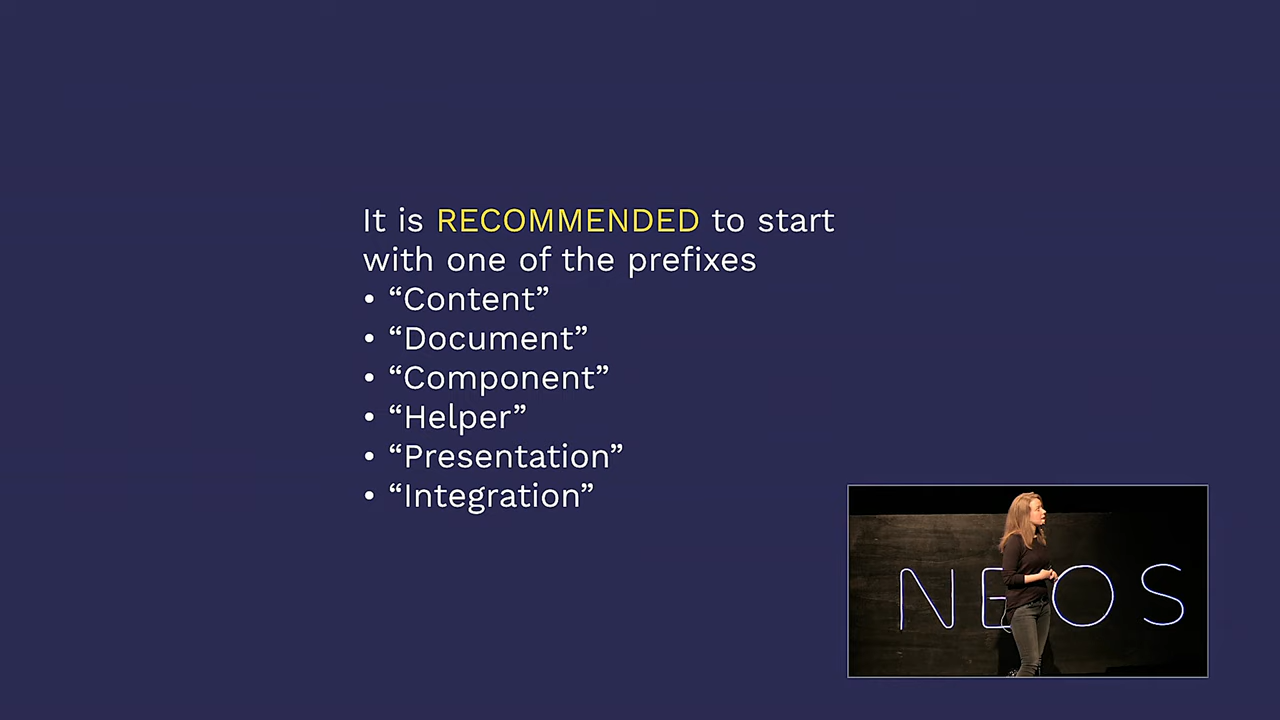 It is RECOMMENDED to start
with one of the prefixes
• “Content”
• “Document”
• “Component”
• “Helper”
• “Presentation”
• “Integration”
NEOS